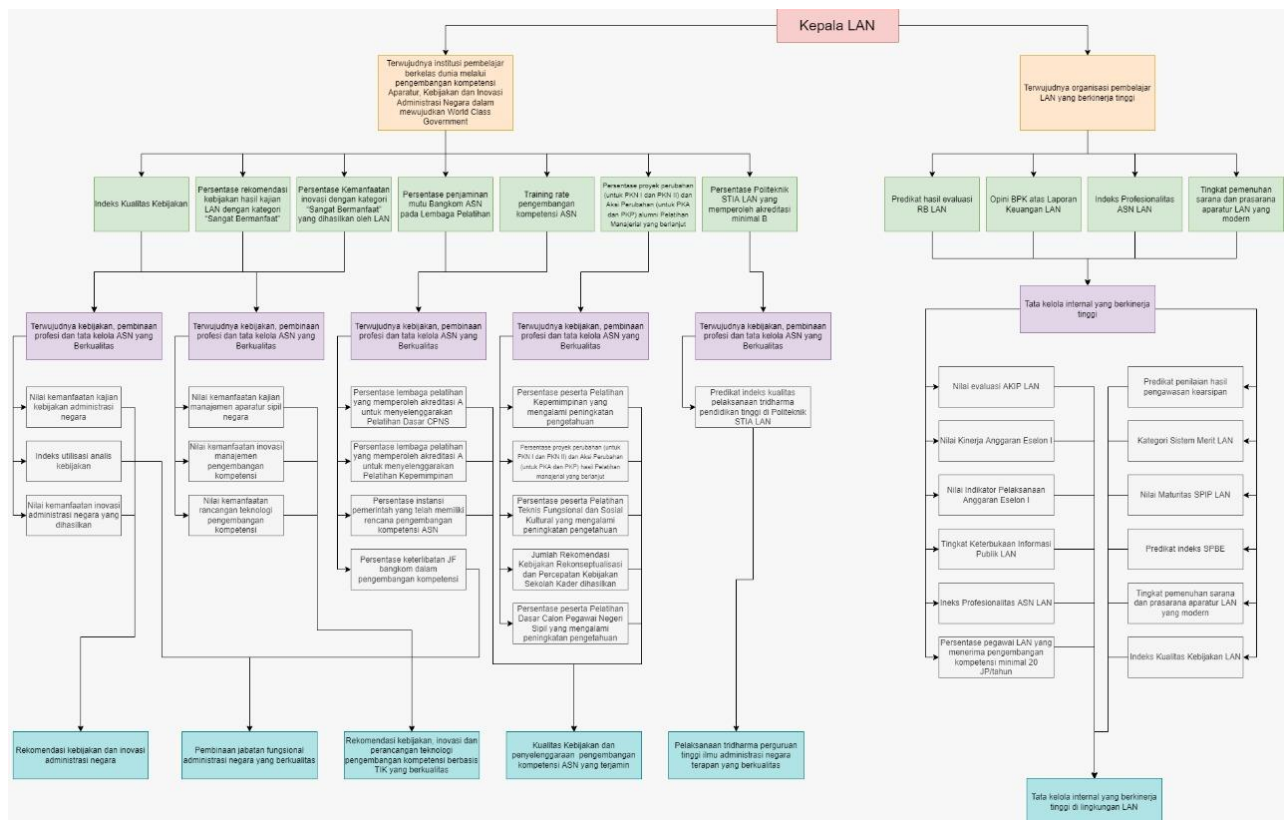 Kepala LAN
Terwujudnya institusi pembelajar
berkelas dunia melalui
pengembangan kompetensi
Aparatur, Kebijakan dan Inovasi
Administrasi Negara dalam
mewujudkan World Class
Government
Terwujudnya organisasi pembelajar
LAN yang berkinerja tinggi
Indeks Kualitas Kebijakan
Persentase rekomendasi
kebijakan hasil kajian
LAN dengan kategori
"Sangat Bermanfaat"
Persentase Kemanfaatan
inovasi dengan kategori
"Sangat Bermanfaat"
yang dihasilkan oleh LAN
Persentase penjaminan
mutu Bangkom ASN
pada Lembaga Pelatihan
Training rate
pengembangan
kompetensi ASN
Persentase proyek perubahan
(untuk PKN I dan PKN II) dan
Aksi Perubahan (untuk PKA
dan PKP) alumni Pelatihan
Manajerial yang berlanjut
Persentase Politeknik
STIA LAN yang
memperoleh akreditasi
minimal B
Predikat hasil evaluasi
RB LAN
Opini BPK atas Laporan
Keuangan LAN
Indeks Profesionalitas
ASN LAN
Tingkat pemenuhan
sarana dan prasarana
aparatur LAN yang
modern
Terwujudnya kebijakan, pembinaan
profesi dan tata kelola ASN yang
Berkualitas
Terwujudnya kebijakan, pembinaan
profesi dan tata kelola ASN yang
Berkualitas
Terwujudnya kebijakan, pembinaan
profesi dan tata kelola ASN yang
Berkualitas
Terwujudnya kebijakan, pembinaan
profesi dan tata kelola ASN yang
Berkualitas
Terwujudnya kebijakan, pembinaan
profesi dan tata kelola ASN yang
Berkualitas
Tata kelola internal yang berkinerja
tinggi
Nilai kemanfaatan kajian
kebijakan administrasi
negara
Indeks utilisasi analis
kebijakan
Nilai kemanfaatan inovasi
administrasi negara yang
dihasilkan
Nilai kemanfaatan kajian
manajemen aparatur sipil
negara
Nilai kemanfaatan inovasi
manajemen pengembangan
kompetensi
Nilai kemanfaatan
rancangan teknologi
pengembangan
kompetensi
Persentase lembaga pelatihan
yang memperoleh akreditasi A
untuk menyelenggarakan
Pelatihan Dasar CPNS
Persentase lembaga pelatihan
yang memperoleh akreditasi A
untuk menyelenggarakan
Pelatihan Kepemimpinan
Persentase instansi
pemerintah yang telah memiliki
rencana pengembangan
kompetensi ASN
Persentase keterlibatan JF
bangkom dalam
pengembangan kompetensi
Persentase peserta Pelatihan
Kepemimpinan yang
mengalami peningkatan
pengetahuan
Persentase proyek perubahan (untuk
PKN I dan PKN II) dan Aksi Perubahan
(untuk PKA dan PKP) hasil Pelatihan
manajerial yang berlanjut
Persentase peserta Pelatihan
Teknis Fungsional dan Sosial
Kultural yang mengalami
peningkatan pengetahuan
Jumlah Rekomendasi
Kebijakan Rekonseptualisasi
dan Percepatan Kebijakan
Sekolah Kader dihasilkan
Persentase peserta Pelatihan
Dasar Calon Pegawai Negeri
Sipil yang mengalami
peningkatan pengetahuan
Predikat indeks kualitas
pelaksanaan tridharma
pendidikan tinggi di Politeknik
STIA LAN
Nilai evaluasi AKIP LAN
Nilai Kinerja Anggaran Eselon I
Nilai Indikator Pelaksanaan
Anggaran Eselon I
Tingkat Keterbukaan Informasi
Publik LAN
Ineks Profesionalitas ASN LAN
Persentase pegawai LAN yang
menerima pengembangan
kompetensi minimal 20
JP/tahun
Predikat penilaian hasil
pengawasan kearsipan
Kategori Sistem Merit LAN
Nilai Maturitas SPIP LAN
Predikat indeks SPBE
Tingkat pemenuhan sarana
dan prasarana aparatur LAN
yang modern
Indeks Kualitas Kebijakan LAN
Rekomendasi kebijakan dan inovasi
administrasi negara
Pembinaan jabatan fungsional
administrasi negara yang berkualitas
Rekomendasi kebijakan, inovasi dan
perancangan teknologi
pengembangan kompetensi berbasis
TIK yang berkualitas
Kualitas Kebijakan dan
penyelenggaraan pengembangan
kompetensi ASN yang terjamin
Pelaksanaan tridharma perguruan
tinggi ilmu administrasi negara
terapan yang berkualitas
Tata kelola internal yang berkinerja
tinggi di lingkungan LAN